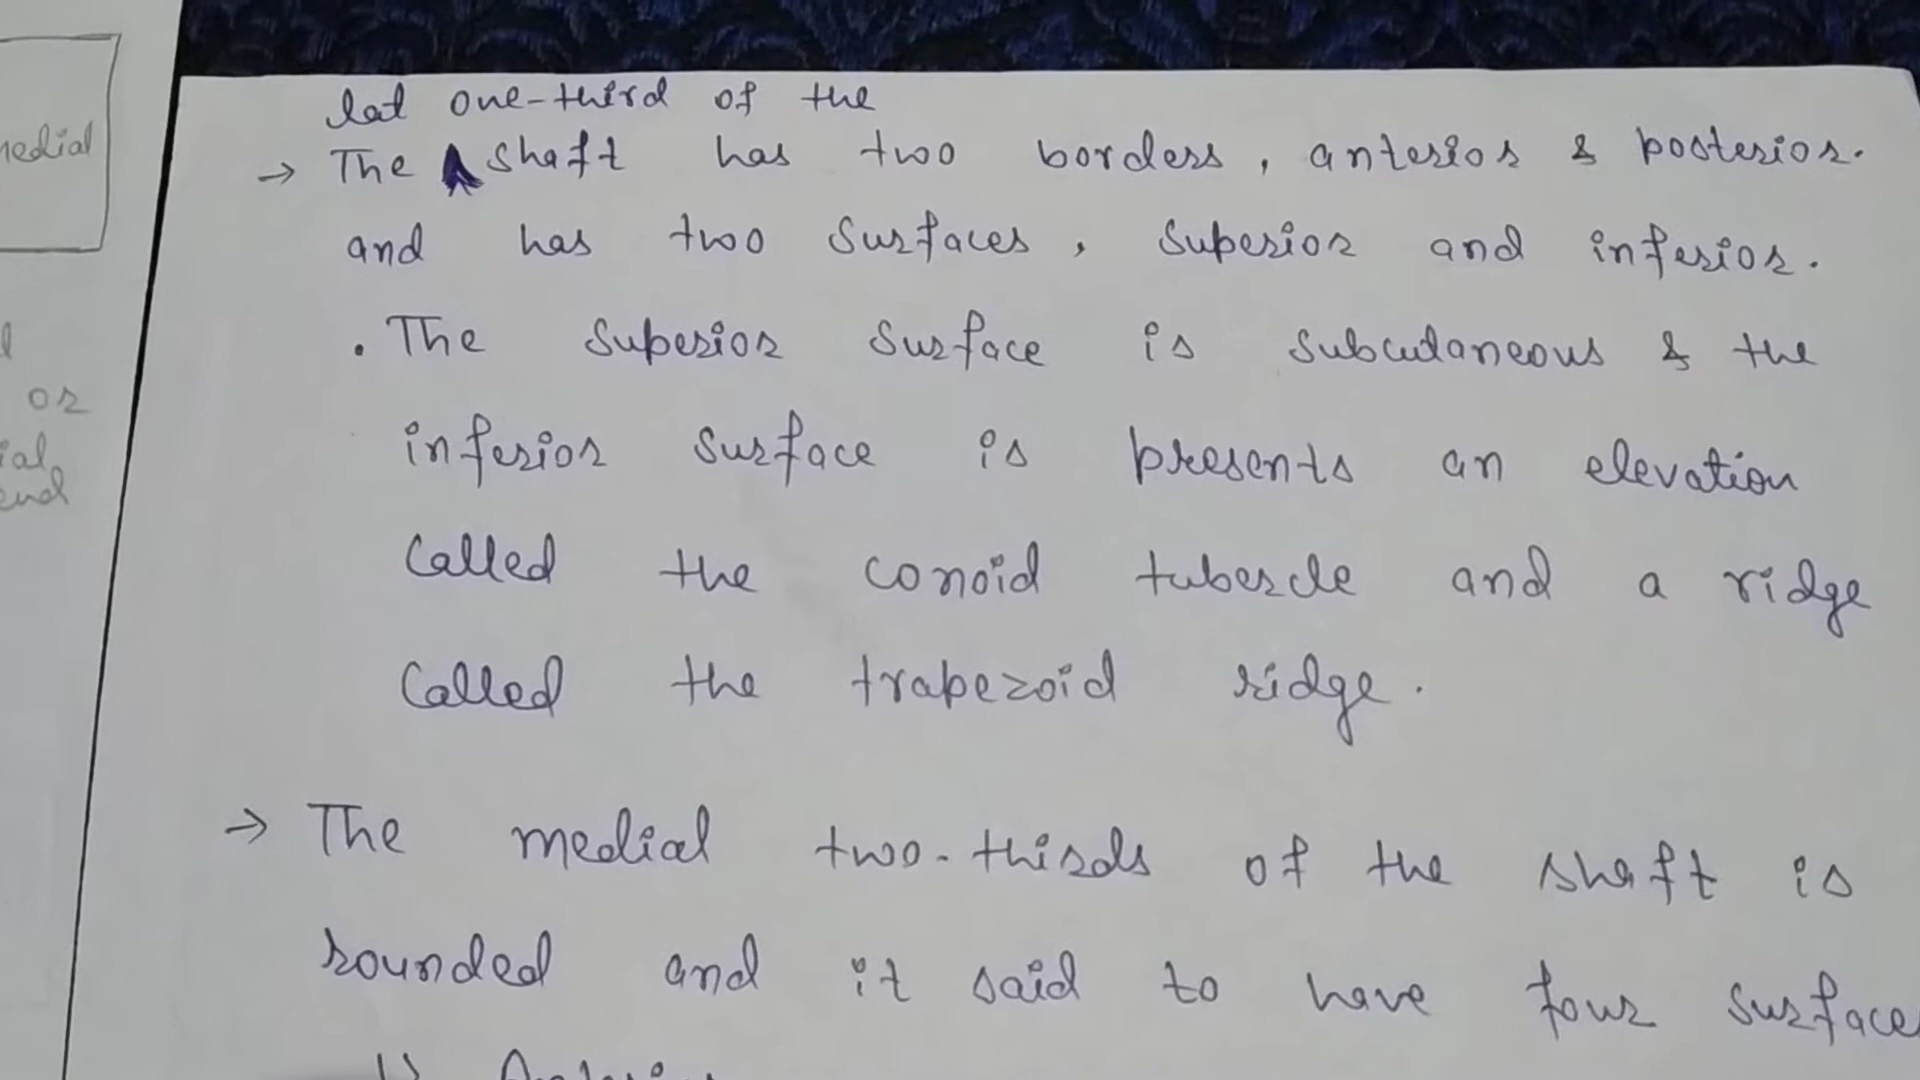 medial
or
end
lat one-third of the
→ The shaft has two borders, anterior & posterior.
and has two surfaces, superior and inferior.
. The superior surface is subcutaneous & the
inferior surface is presents an elevation
called the conoid tubercle and a ridge
called the trapezoid ridge.
→ The medial two-thirds of the shaft is
rounded and it said to have four surface